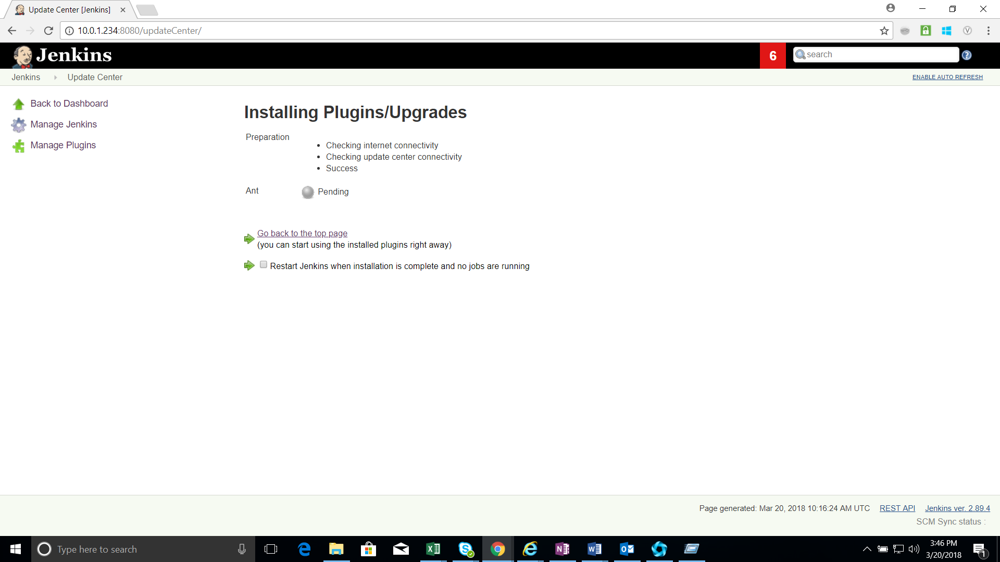 Update Center [Jenkins]
10.0.1.234:8080/updateCenter/
Jenkins
6
search
Jenkins
Update Center
ENABLE AUTO REFRESH
Back to Dashboard
Manage Jenkins
Manage Plugins
Installing Plugins/Upgrades
Preparation
Checking internet connectivity
Checking update center connectivity
Success
Ant
Pending
Go back to the top page
(you can start using the installed plugins right away)
Restart Jenkins when installation is complete and no jobs are running
Page generated: Mar 20, 2018 10:16:24 AM UTC
REST API
Jenkins ver. 2.89.4
SCM Sync status :
Type here to search
3:46 PM
3/20/2018
1